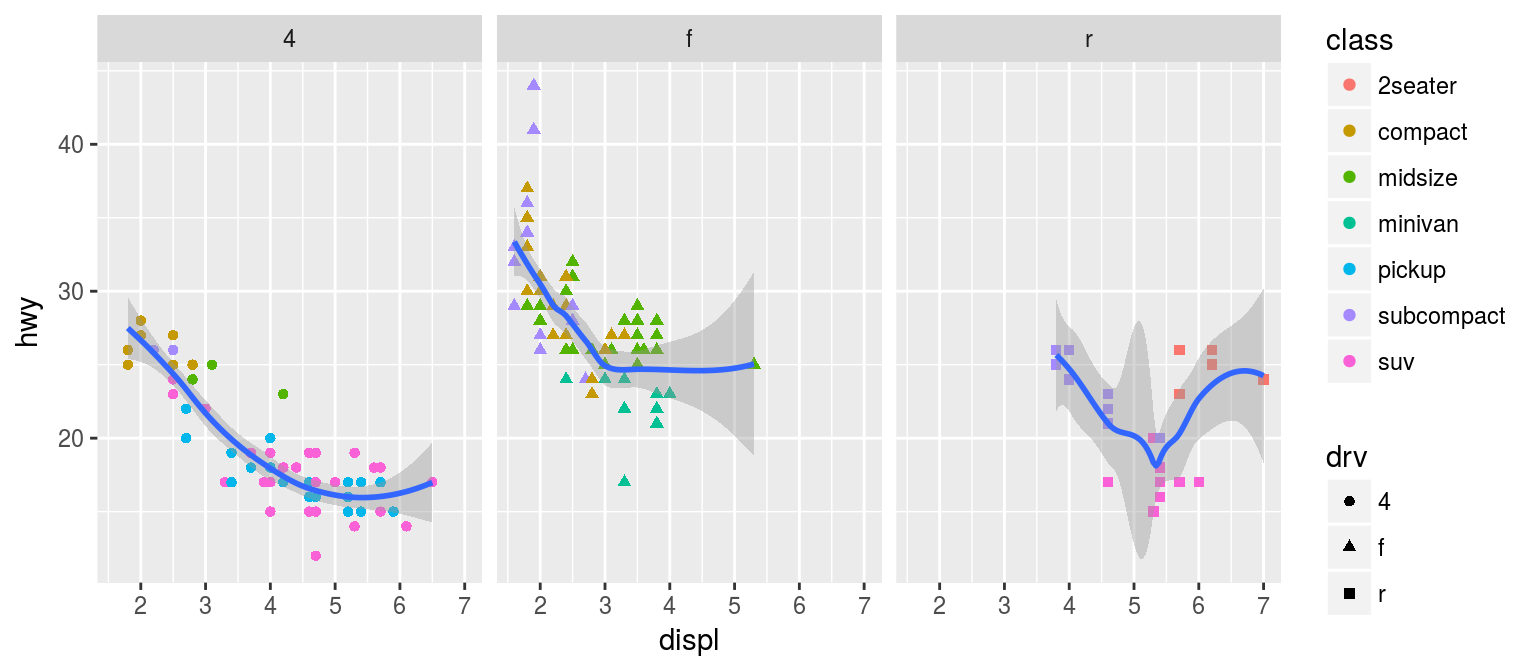 4 f r
class
2seater
compact
midsize
minivan
pickup
subcompact
suv
drv
4
f
r
hwy
40
30
20
2 3 4 5 6 7 2 3 4 5 6 7 2 3 4 5 6 7
displ